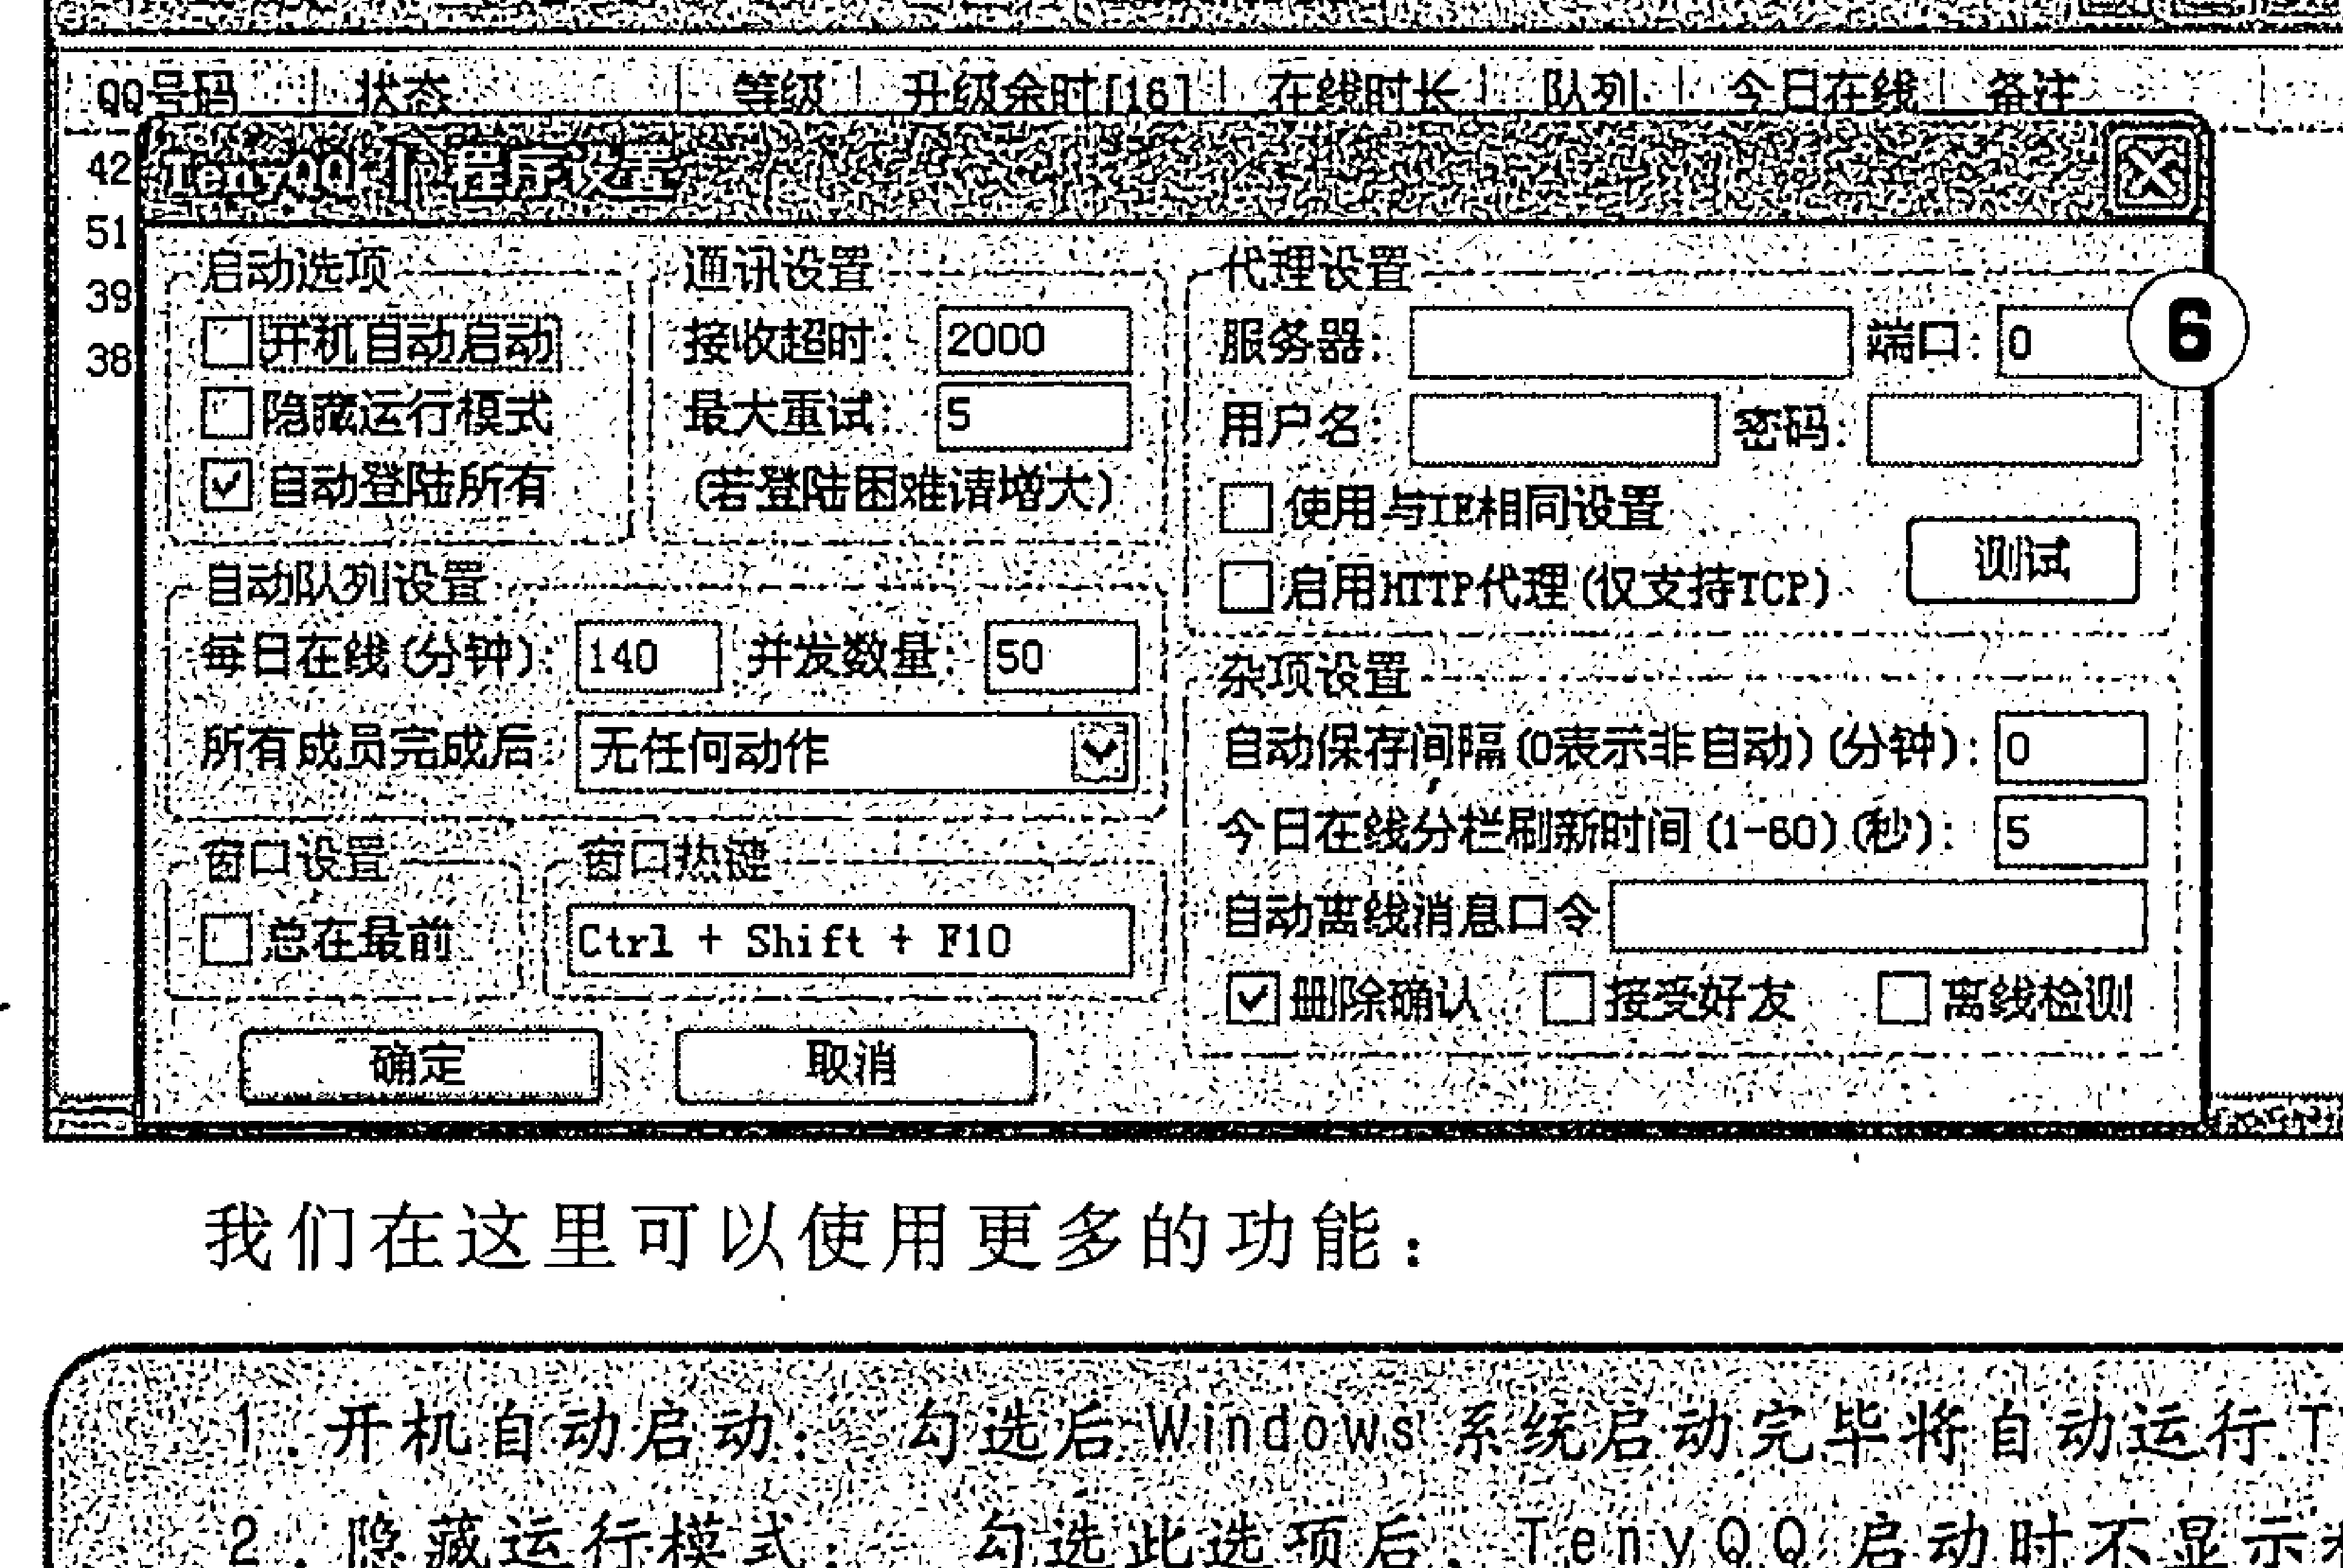 QQ号码 状态 等级 升级余时[16] 在线时长 队列 今日在线 备注
42
51
39
38
TenyQQ | 程序设置
启动选项
开机自动启动
隐藏运行模式
自动登陆所有
通讯设置
接收超时: 2000
最大重试: 5
(若登陆困难请增大)
代理设置
服务器: 端口: 0
6
用户名: 密码:
使用与IE相同设置
启用HTTP代理(仅支持TCP)
测试
自动队列设置
每日在线(分钟): 140 并发数量: 50
所有成员完成后: 无任何动作
杂项设置
自动保存间隔(0表示非自动)(分钟): 0
今日在线分栏刷新时间(1-60)(秒): 5
自动离线消息口令
删除确认 接受好友 离线检测
窗口设置
总在最前
窗口热键
Ctrl + Shift + F10
确定 取消
我们在这里可以使用更多的功能：
1．开机自动启动： 勾选后Windows系统启动完毕将自动运行T
2．隐藏运行模式： 勾选此选项后，TenyQQ启动时不显示